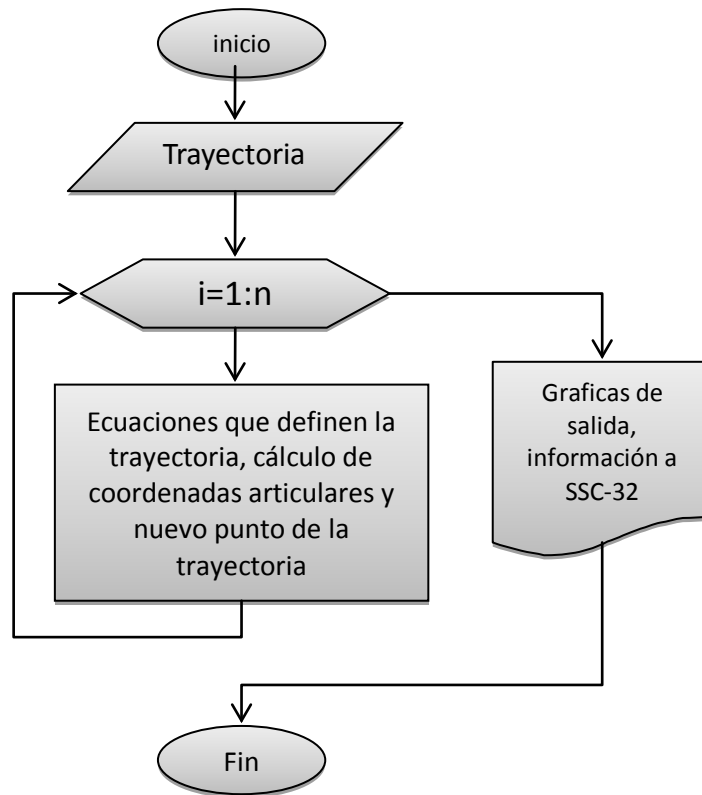 inicio
Trayectoria
i=1:n
Ecuaciones que definen la
trayectoria, cálculo de
coordenadas articulares y
nuevo punto de la
trayectoria
Graficas de
salida,
información a
SSC-32
Fin